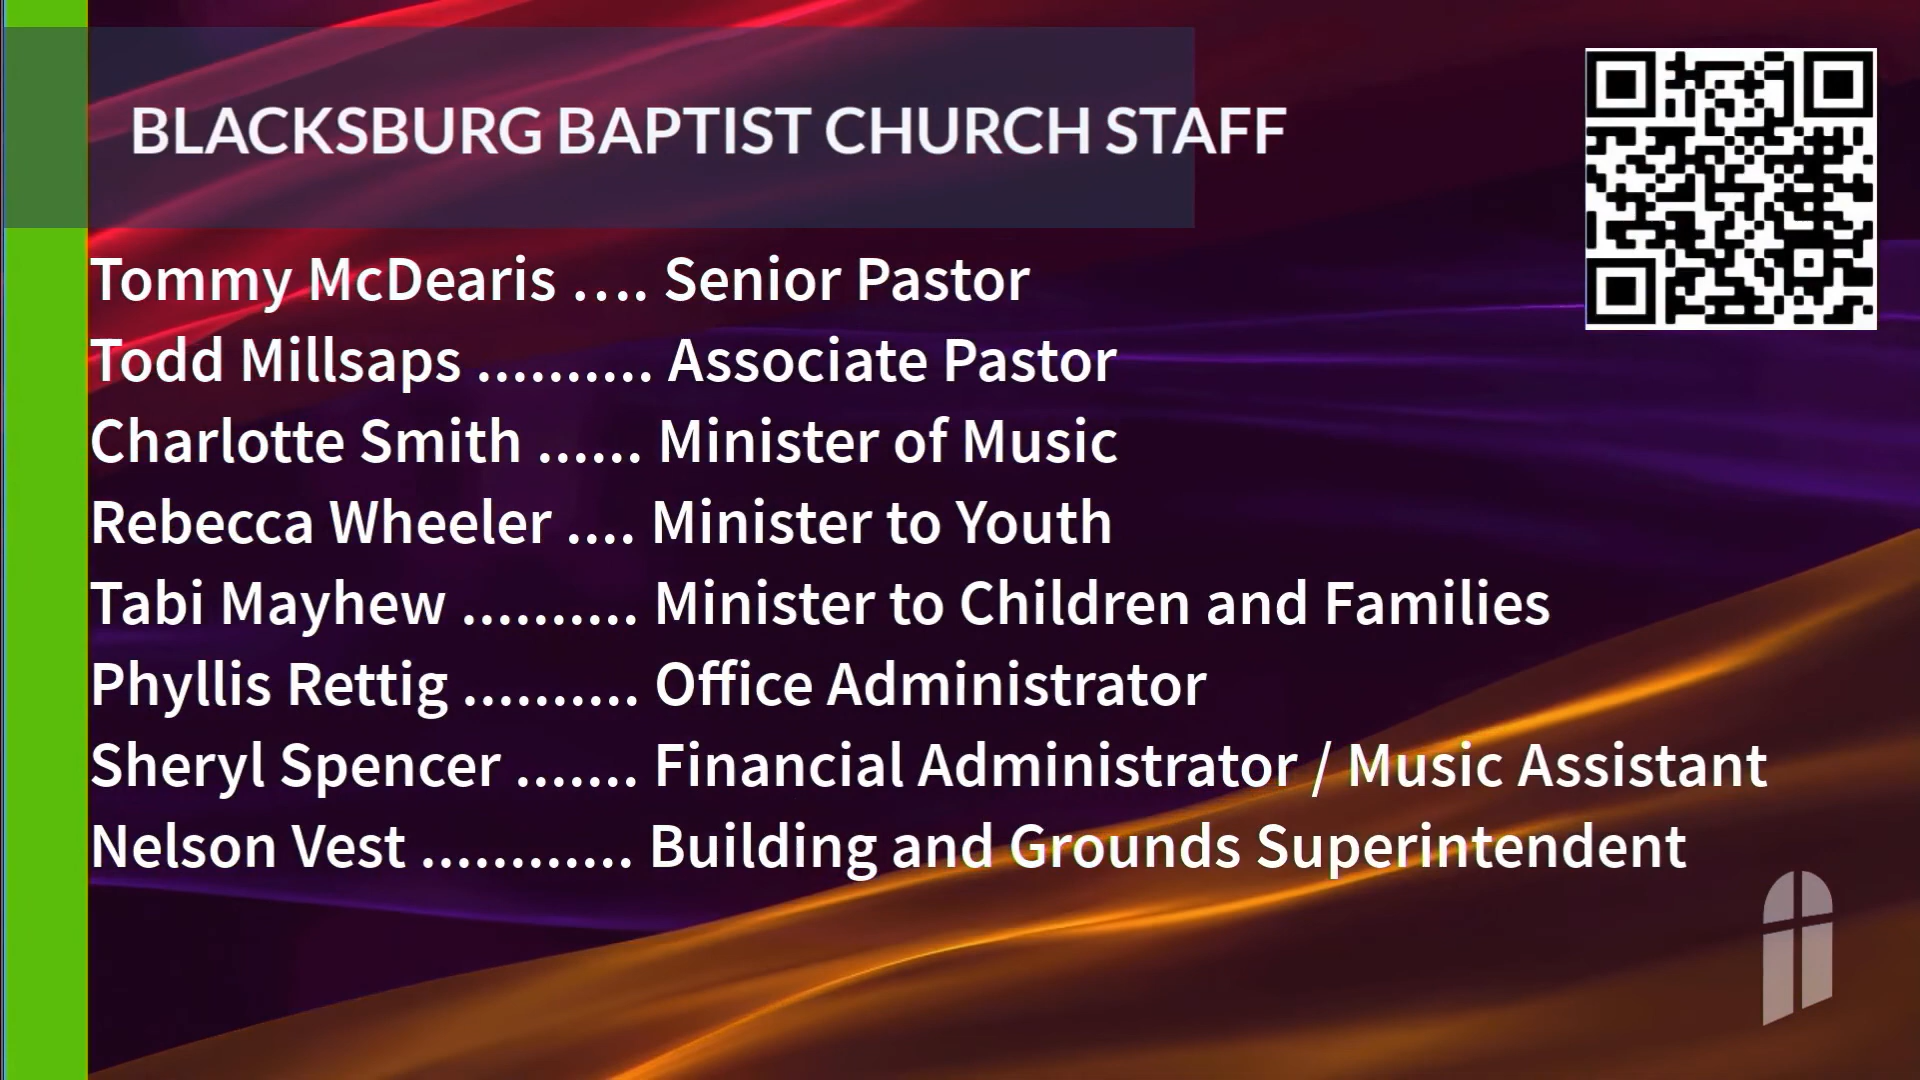 BLACKSBURG BAPTIST CHURCH STAFF
Tommy McDearis .... Senior Pastor
Todd Millsaps .......... Associate Pastor
Charlotte Smith ...... Minister of Music
Rebecca Wheeler .... Minister to Youth
Tabi Mayhew .......... Minister to Children and Families
Phyllis Rettig .......... Office Administrator
Sheryl Spencer ....... Financial Administrator / Music Assistant
Nelson Vest ............ Building and Grounds Superintendent